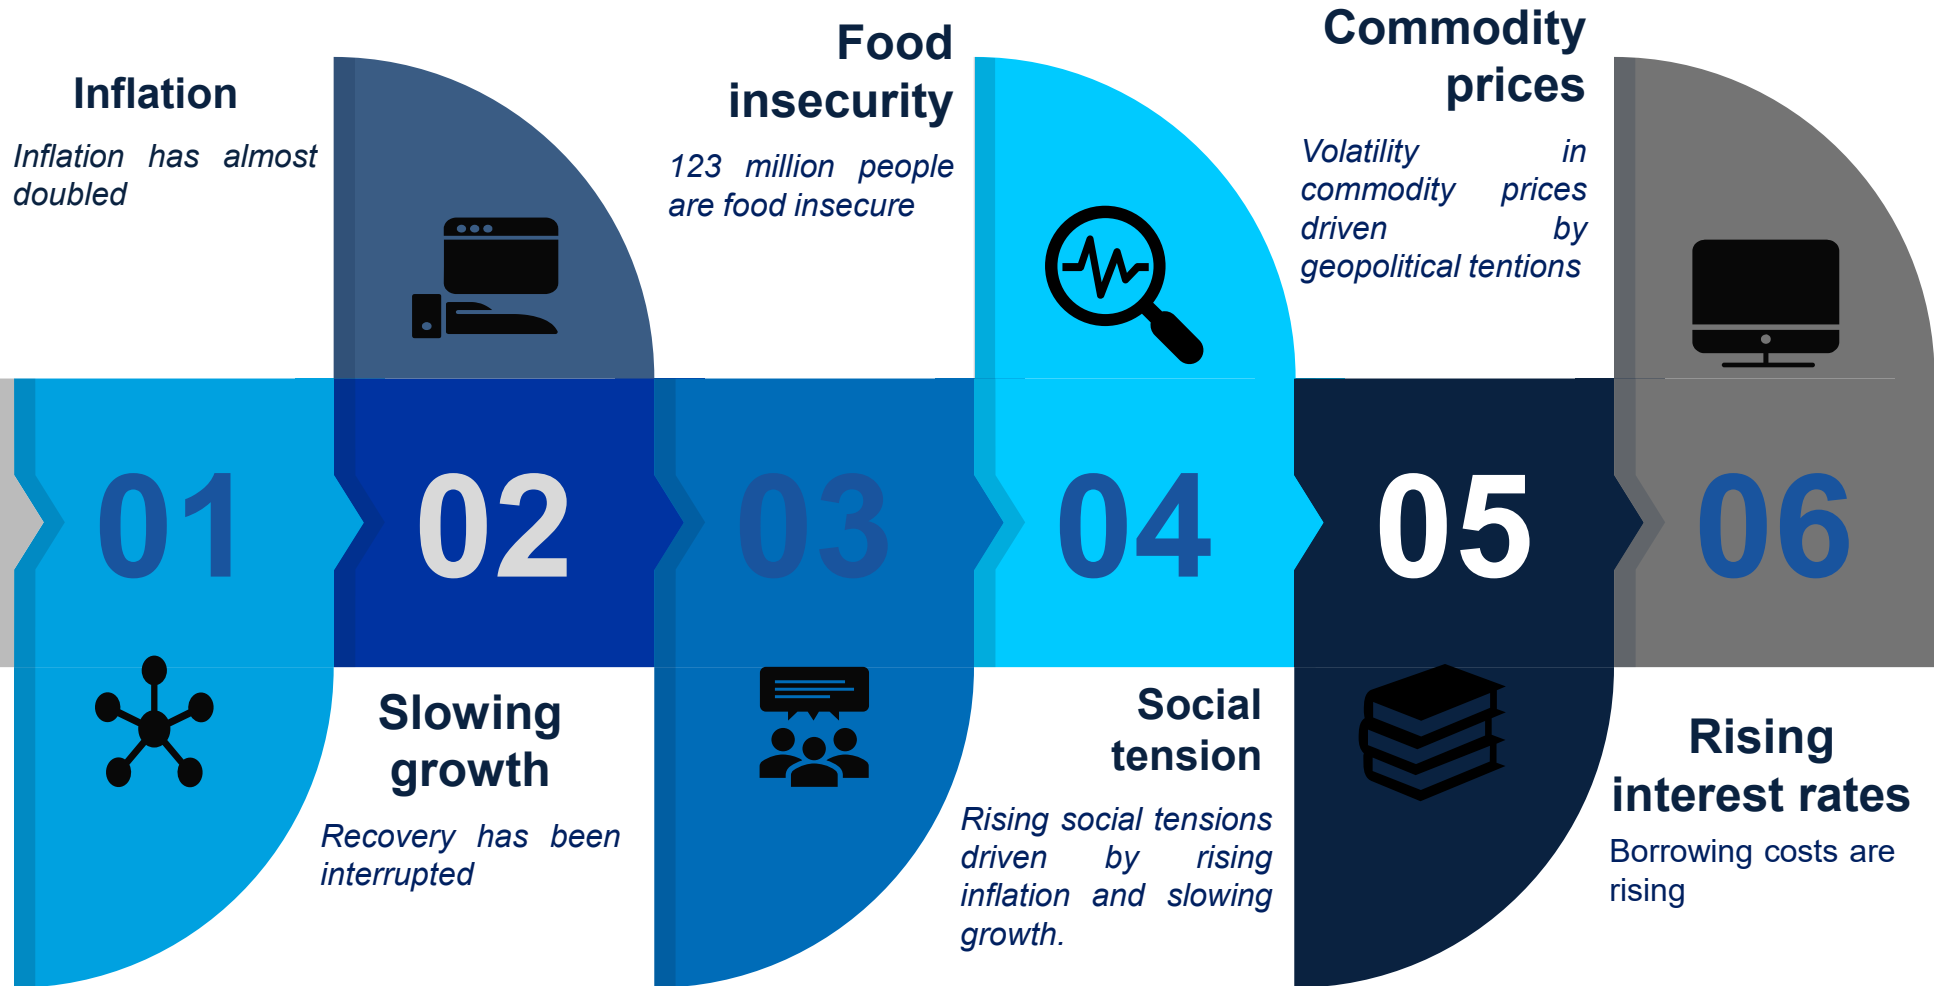 Inflation
Inflation has almost
doubled
01
02
Slowing
growth
Recovery has been
interrupted
Food
insecurity
123 million people
are food insecure
03
04
Social
tension
Rising social tensions
driven by rising
inflation and slowing
growth.
Commodity
prices
Volatility in
commodity prices
driven by
geopolitical tentions
05
06
Rising
interest rates
Borrowing costs are
rising